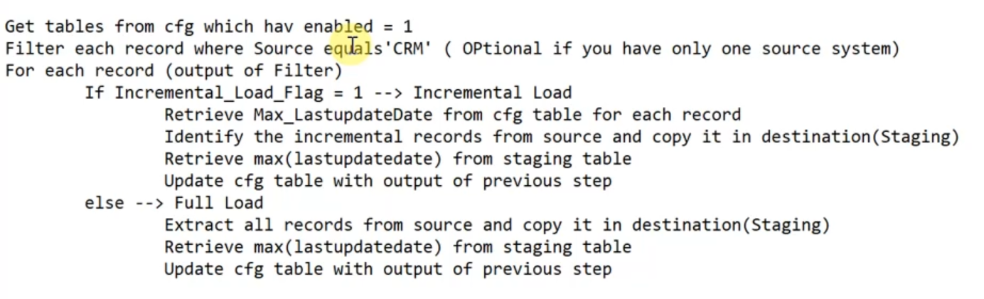 Get tables from cfg which hav enabled = 1
Filter each record where Source equals'CRM' ( OPtional if you have only one source system)
For each record (output of Filter)
If Incremental_Load_Flag = 1 --> Incremental Load
Retrieve Max_LastupdateDate from cfg table for each record
Identify the incremental records from source and copy it in destination(Staging)
Retrieve max(lastupdatedate) from staging table
Update cfg table with output of previous step
else --> Full Load
Extract all records from source and copy it in destination(Staging)
Retrieve max(lastupdatedate) from staging table
Update cfg table with output of previous step